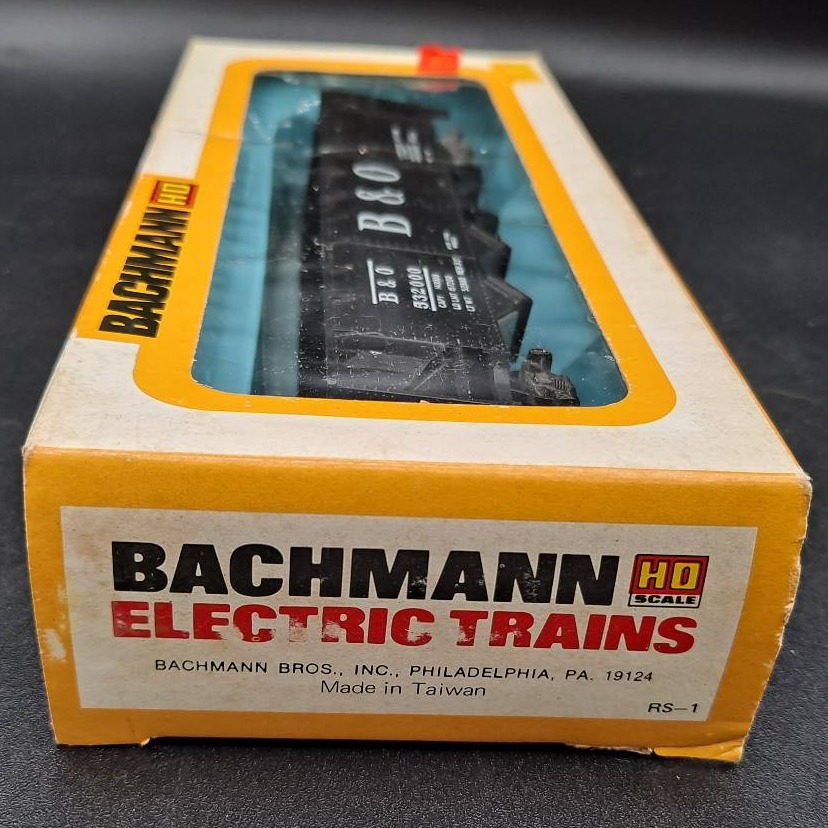 BACHMANN HO
B & O
B & O
532000
BACHMANN HO
SCALE
ELECTRIC TRAINS
BACHMANN BROS., INC., PHILADELPHIA, PA. 19124
Made in Taiwan
RS-1